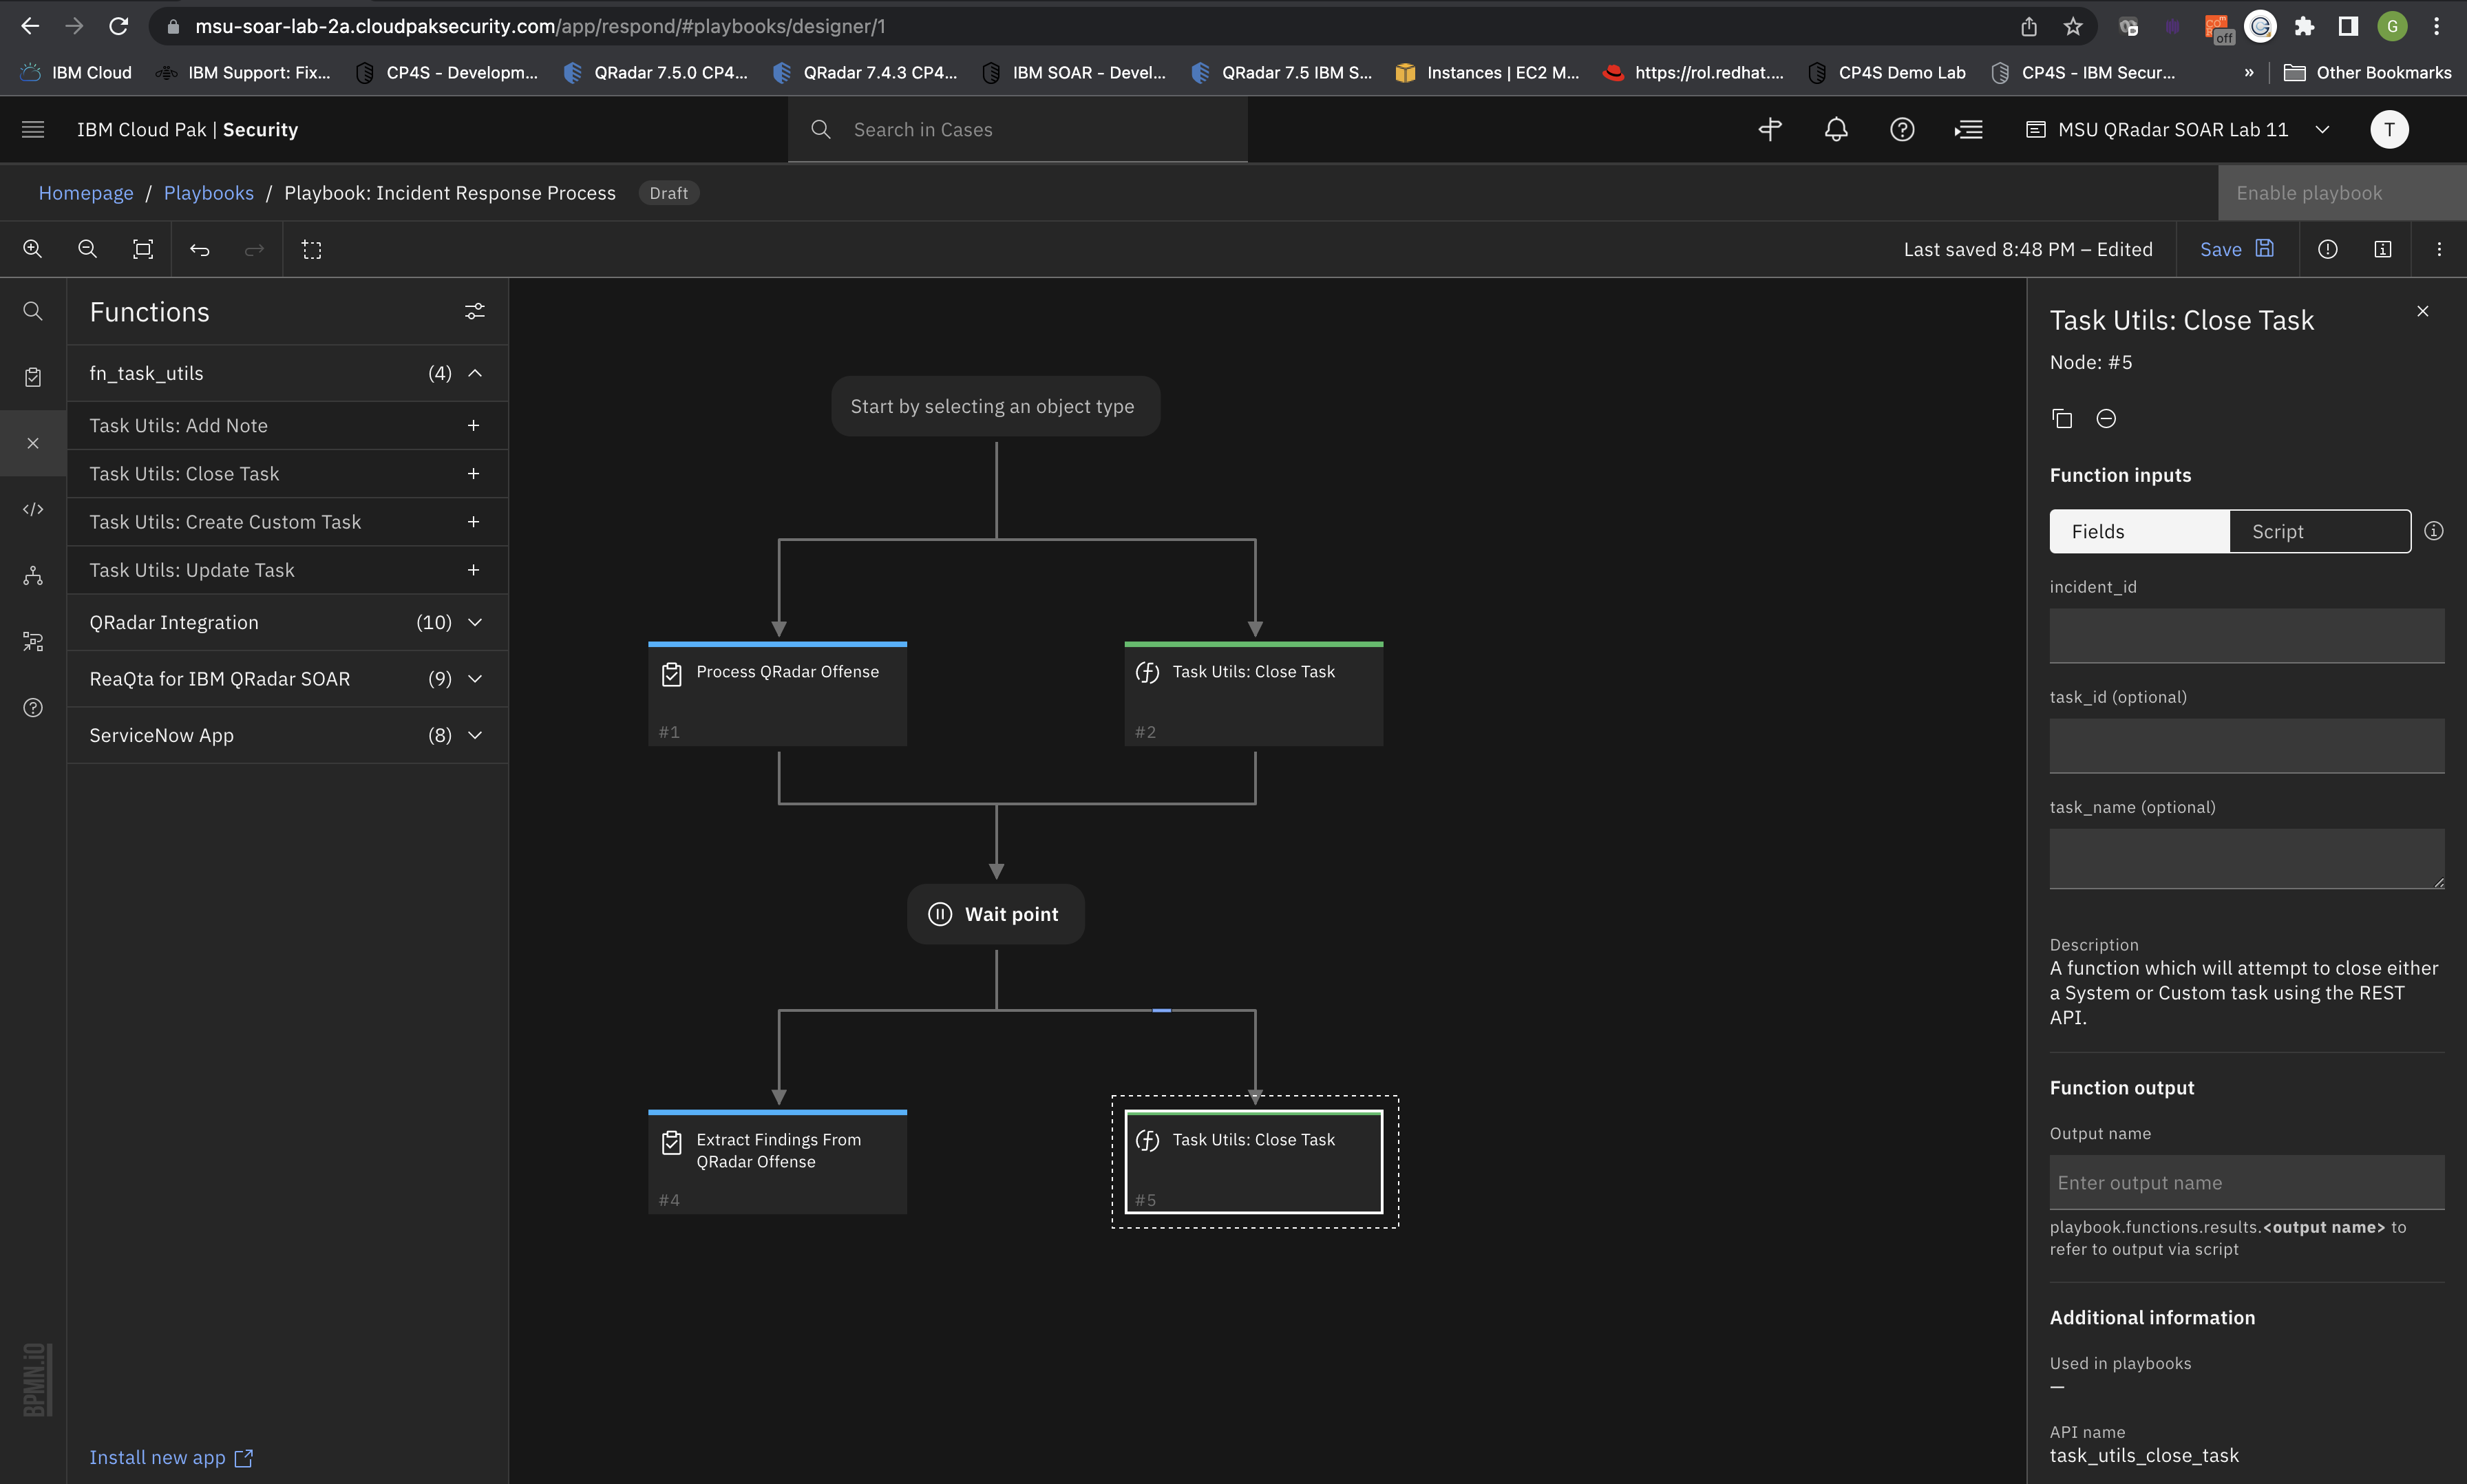 msu-soar-lab-2a.cloudpaksecurity.com/app/respond/#playbooks/designer/1
off
G
IBM Cloud
IBM Support: Fix...
CP4S - Developm...
QRadar 7.5.0 CP4...
QRadar 7.4.3 CP4...
IBM SOAR - Devel...
QRadar 7.5 IBM S...
Instances | EC2 M...
https://rol.redhat....
CP4S Demo Lab
CP4S - IBM Secur...
»
Other Bookmarks
IBM Cloud Pak | Security
Search in Cases
MSU QRadar SOAR Lab 11
T
Homepage / Playbooks / Playbook: Incident Response Process
Draft
Enable playbook
Last saved 8:48 PM – Edited
Save
Functions
fn_task_utils (4)
Task Utils: Add Note +
Task Utils: Close Task +
Task Utils: Create Custom Task +
Task Utils: Update Task +
QRadar Integration (10)
ReaQta for IBM QRadar SOAR (9)
ServiceNow App (8)
BPMN.iO
Install new app
Start by selecting an object type
Process QRadar Offense
#1
Task Utils: Close Task
#2
Wait point
Extract Findings From
QRadar Offense
#4
Task Utils: Close Task
#5
Task Utils: Close Task
Node: #5
Function inputs
Fields
Script
incident_id
task_id (optional)
task_name (optional)
Description
A function which will attempt to close either
a System or Custom task using the REST
API.
Function output
Output name
Enter output name
playbook.functions.results.<output name> to
refer to output via script
Additional information
Used in playbooks
—
API name
task_utils_close_task